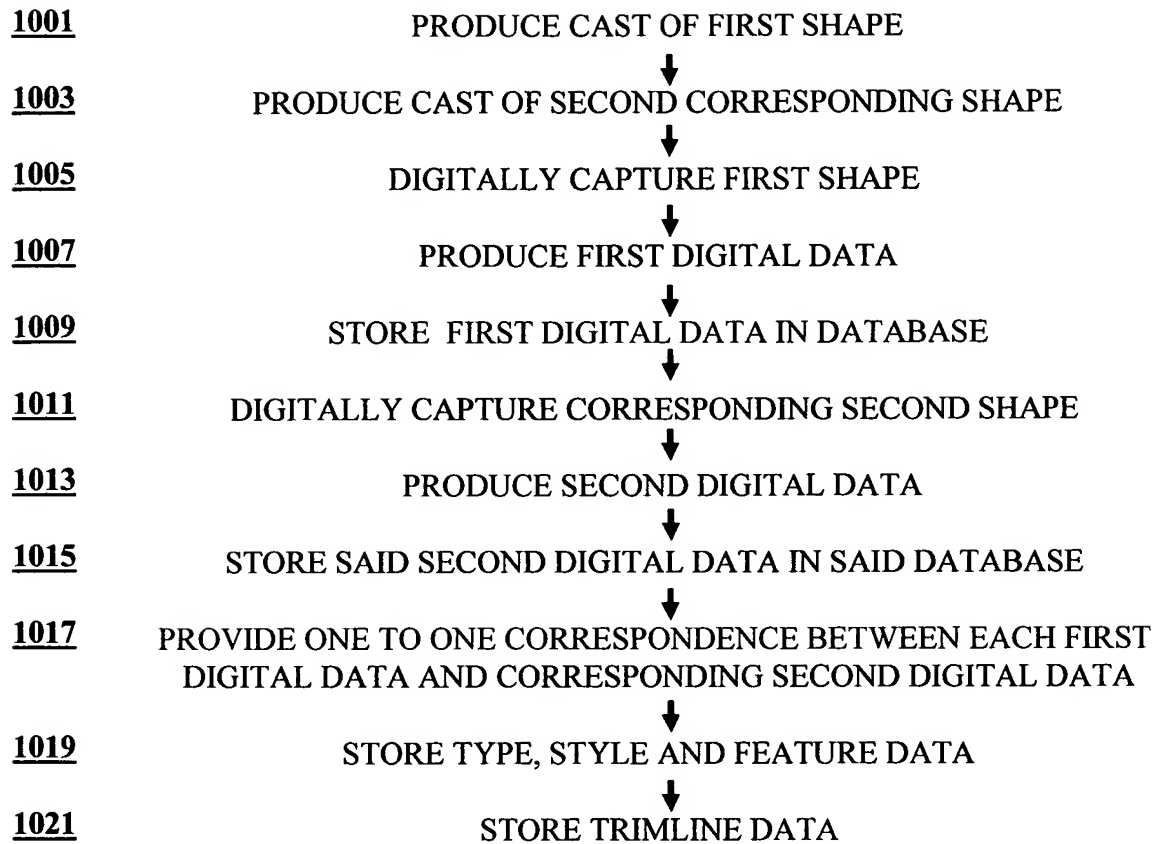 1001 PRODUCE CAST OF FIRST SHAPE
1003 PRODUCE CAST OF SECOND CORRESPONDING SHAPE
1005 DIGITALLY CAPTURE FIRST SHAPE
1007 PRODUCE FIRST DIGITAL DATA
1009 STORE FIRST DIGITAL DATA IN DATABASE
1011 DIGITALLY CAPTURE CORRESPONDING SECOND SHAPE
1013 PRODUCE SECOND DIGITAL DATA
1015 STORE SAID SECOND DIGITAL DATA IN SAID DATABASE
1017 PROVIDE ONE TO ONE CORRESPONDENCE BETWEEN EACH FIRST
DIGITAL DATA AND CORRESPONDING SECOND DIGITAL DATA
1019 STORE TYPE, STYLE AND FEATURE DATA
1021 STORE TRIMLINE DATA